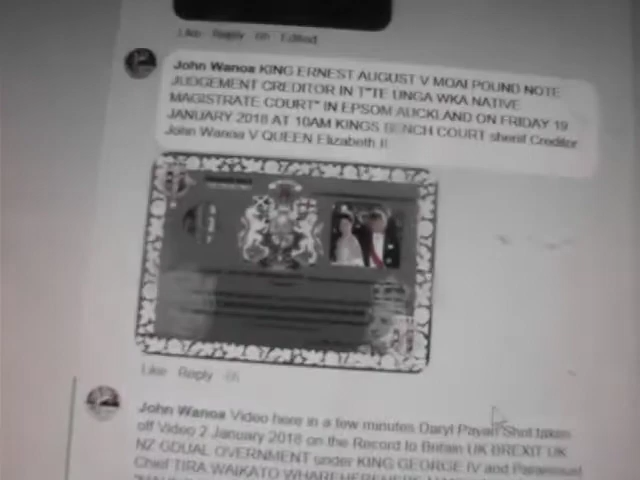 Like Reply 6h Edited
John Wanoa KING ERNEST AUGUST V MOAI POUND NOTE
JUDGEMENT CREDITOR IN T"TE UNGA WKA NATIVE
MAGISTRATE COURT" IN EPSOM AUCKLAND ON FRIDAY 19
JANUARY 2018 AT 10AM KINGS BENCH COURT sherif Creditor
John Wanoa V QUEEN Elizabeth II
Like Reply 6h
John Wanoa Video here in a few minutes Daryl Payari Shot taken
off Video 2 January 2018 on the Record to Britain UK BREXIT UK
NZ GDUAL OVERNMENT under KING GEORGE IV and Paramount
Chief TIRA WAIKATO